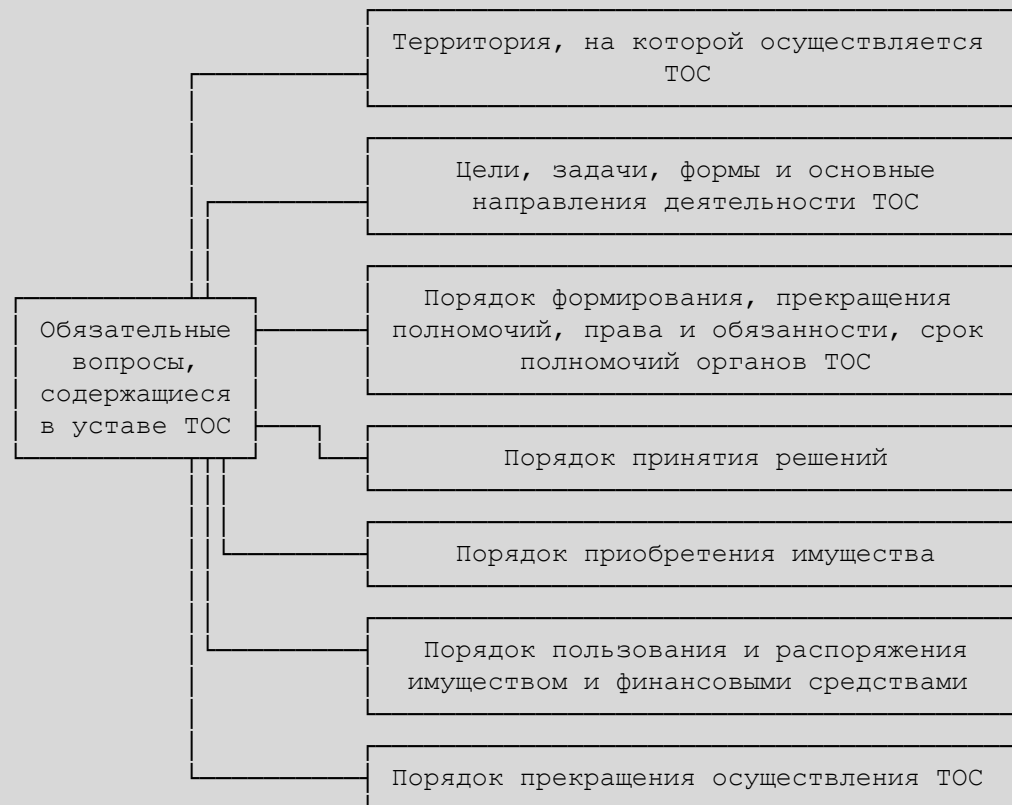 Территория, на которой осуществляется
ТОС
Цели, задачи, формы и основные
направления деятельности ТОС
Порядок формирования, прекращения
полномочий, права и обязанности, срок
полномочий органов ТОС
Обязательные
вопросы,
содержащиеся
в уставе ТОС
Порядок принятия решений
Порядок приобретения имущества
Порядок пользования и распоряжения
имуществом и финансовыми средствами
Порядок прекращения осуществления ТОС